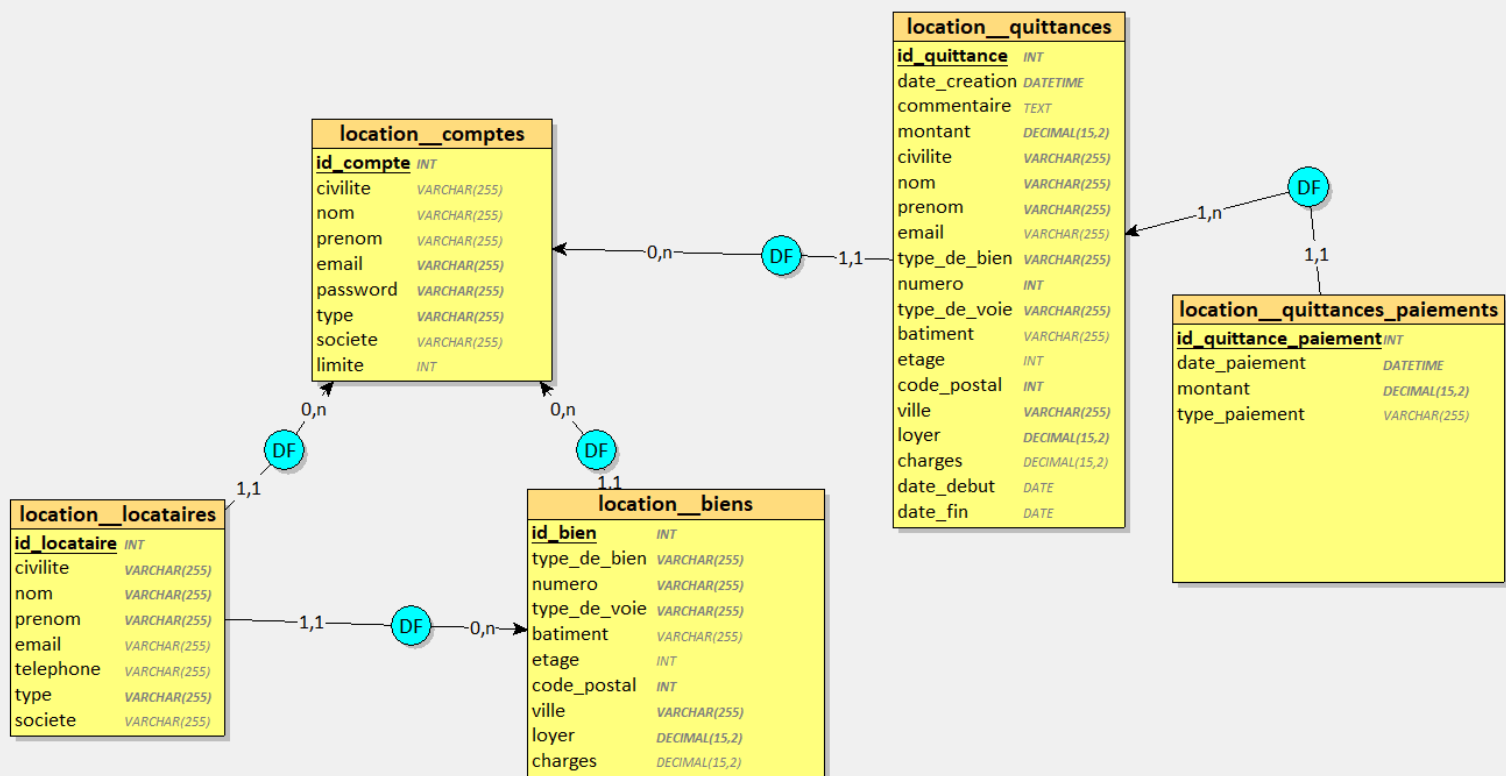 location__quittances
id_quittance INT
date_creation DATETIME
commentaire TEXT
montant DECIMAL(15,2)
civilite VARCHAR(255)
nom VARCHAR(255)
prenom VARCHAR(255)
email VARCHAR(255)
type_de_bien VARCHAR(255)
numero INT
type_de_voie VARCHAR(255)
batiment VARCHAR(255)
etage INT
code_postal INT
ville VARCHAR(255)
loyer DECIMAL(15,2)
charges DECIMAL(15,2)
date_debut DATE
date_fin DATE
location__comptes
id_compte INT
civilite VARCHAR(255)
nom VARCHAR(255)
prenom VARCHAR(255)
email VARCHAR(255)
password VARCHAR(255)
type VARCHAR(255)
societe VARCHAR(255)
limite INT
0,n
DF
1,1
1,n
DF
1,1
location__quittances_paiements
id_quittance_paiement INT
date_paiement DATETIME
montant DECIMAL(15,2)
type_paiement VARCHAR(255)
0,n
DF
1,1
0,n
DF
1,1
location__locataires
id_locataire INT
civilite VARCHAR(255)
nom VARCHAR(255)
prenom VARCHAR(255)
email VARCHAR(255)
telephone VARCHAR(255)
type VARCHAR(255)
societe VARCHAR(255)
1,1
DF
0,n
location__biens
id_bien INT
type_de_bien VARCHAR(255)
numero VARCHAR(255)
type_de_voie VARCHAR(255)
batiment VARCHAR(255)
etage INT
code_postal INT
ville VARCHAR(255)
loyer DECIMAL(15,2)
charges DECIMAL(15,2)